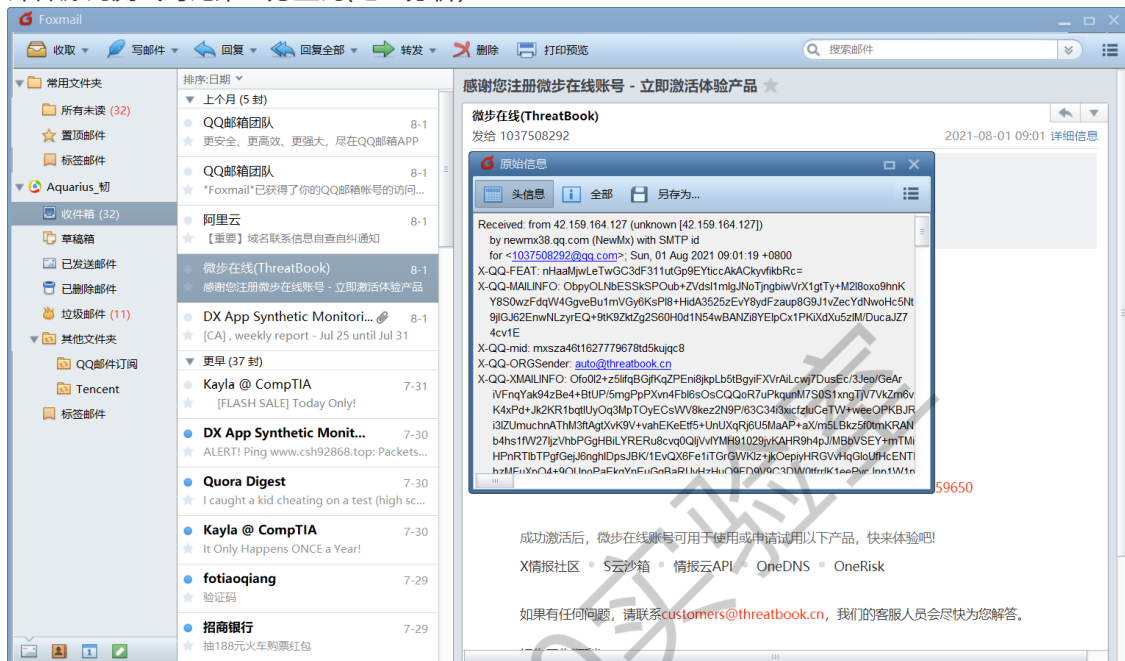 Foxmail
收取 写邮件 回复 回复全部 转发 删除 打印预览 搜索邮件
常用文件夹
所有未读 (32)
置顶邮件
标签邮件
Aquarius_韧
收件箱 (32)
草稿箱
已发送邮件
已删除邮件
垃圾邮件 (11)
其他文件夹
QQ邮件订阅
Tencent
标签邮件
排序:日期
上个月 (5 封)
QQ邮箱团队 8-1
更安全、更高效、更强大，尽在QQ邮箱APP
QQ邮箱团队 8-1
"Foxmail"已获得了你的QQ邮箱帐号的访问...
阿里云 8-1
【重要】域名联系信息自查自纠通知
微步在线(ThreatBook) 8-1
感谢您注册微步在线账号 - 立即激活体验产品
DX App Synthetic Monitori... 8-1
[CA] , weekly report - Jul 25 until Jul 31
更早 (37 封)
Kayla @ CompTIA 7-31
[FLASH SALE] Today Only!
DX App Synthetic Monit... 7-30
ALERT! Ping www.csh92868.top: Packets...
Quora Digest 7-30
I caught a kid cheating on a test (high sc...
Kayla @ CompTIA 7-30
It Only Happens ONCE a Year!
fotiaoqiang 7-29
验证码
招商银行 7-29
抽188元火车购票红包
感谢您注册微步在线账号 - 立即激活体验产品
微步在线(ThreatBook)
发给 1037508292 2021-08-01 09:01 详细信息
原始信息
头信息 全部 另存为...
Received: from 42.159.164.127 (unknown [42.159.164.127])
by newmx38.qq.com (NewMx) with SMTP id
for <1037508292@qq.com>; Sun, 01 Aug 2021 09:01:19 +0800
X-QQ-FEAT:
X-QQ-MAILINFO:
4cv1E
X-QQ-mid: mxsza46t1627779678td5kujqc8
X-QQ-ORGSender: auto@threatbook.cn
X-QQ-XMAILINFO:
59650
成功激活后，微步在线账号可用于使用或申请试用以下产品，快来体验吧!
X情报社区 S云沙箱 情报云API OneDNS OneRisk
如果有任何问题，请联系customers@threatbook.cn，我们的客服人员会尽快为您解答。
实验室